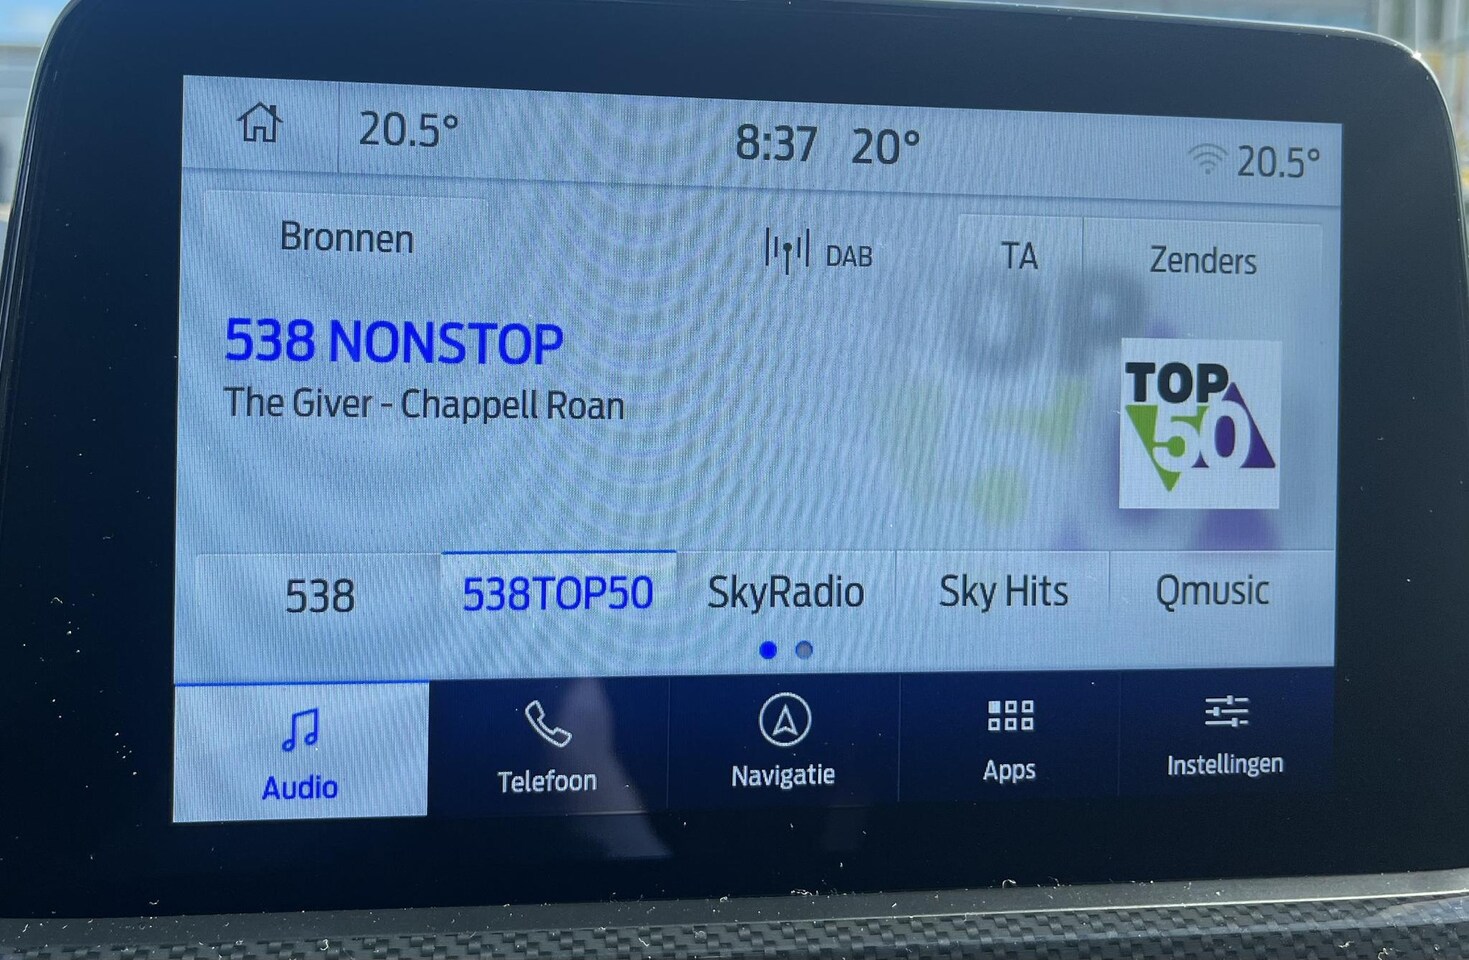 20.5° 8:37 20° 20.5°
Bronnen DAB TA Zenders
538 NONSTOP
The Giver - Chappell Roan
TOP
50
538 538TOP50 SkyRadio Sky Hits Qmusic
Audio Telefoon Navigatie Apps Instellingen